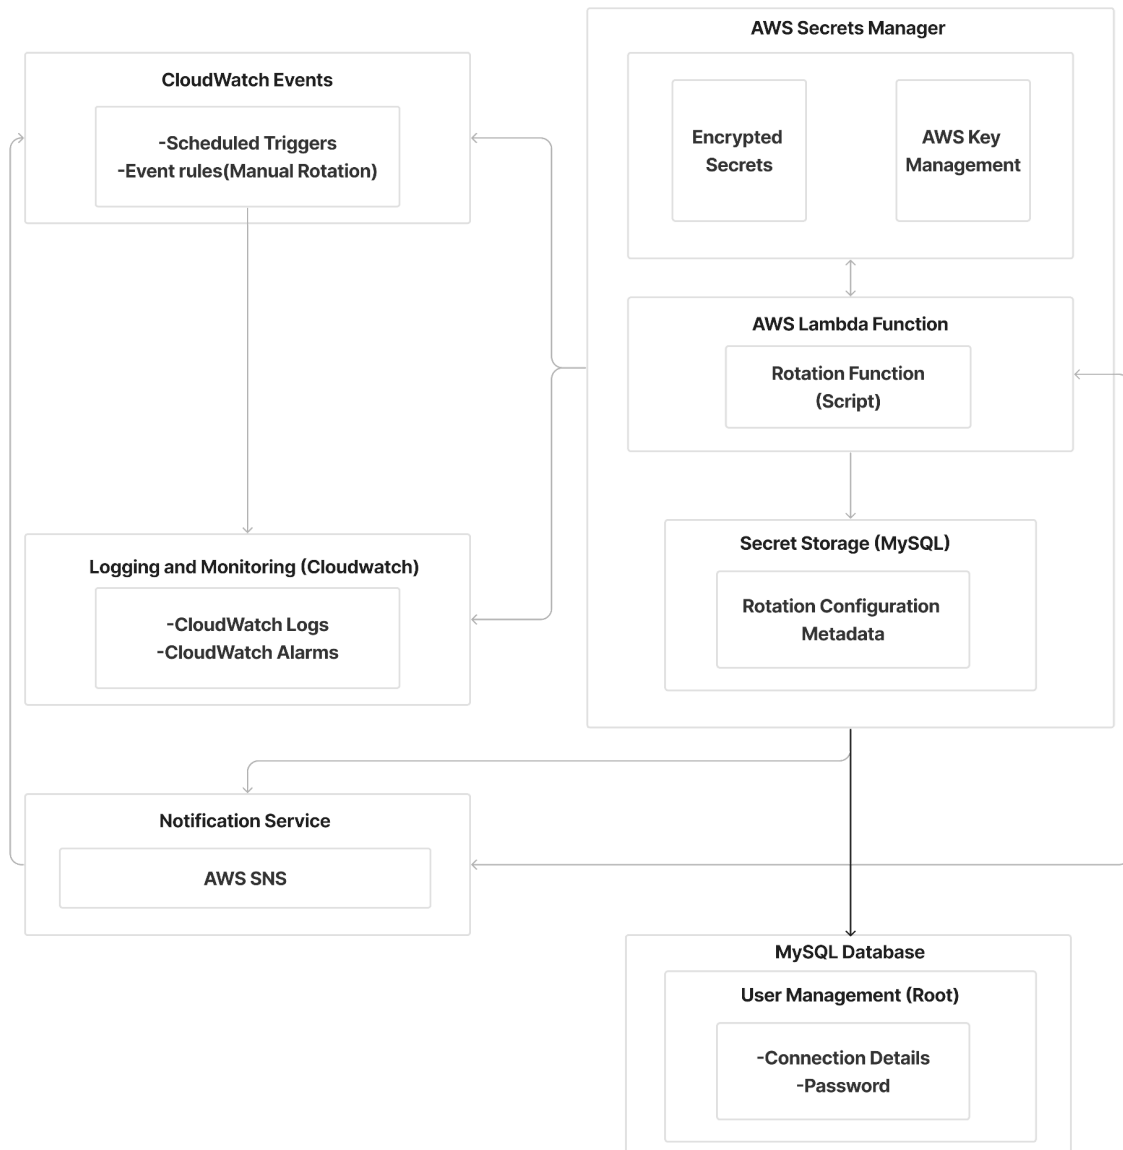 AWS Secrets Manager
CloudWatch Events
-Scheduled Triggers
-Event rules(Manual Rotation)
Encrypted
Secrets
AWS Key
Management
AWS Lambda Function
Rotation Function
(Script)
Secret Storage (MySQL)
Rotation Configuration
Metadata
Logging and Monitoring (Cloudwatch)
-CloudWatch Logs
-CloudWatch Alarms
Notification Service
AWS SNS
MySQL Database
User Management (Root)
-Connection Details
-Password